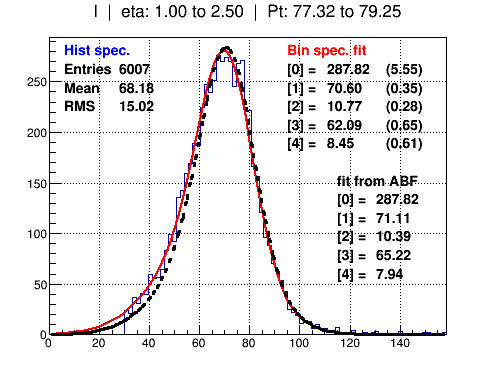 I | eta: 1.00 to 2.50 | Pt: 77.32 to 79.25
Hist spec.
Entries 6007
Mean 68.18
RMS 15.02
Bin spec. fit
[0] = 287.82 (5.55)
[1] = 70.60 (0.35)
[2] = 10.77 (0.28)
[3] = 62.09 (0.65)
[4] = 8.45 (0.61)
fit from ABF
[0] = 287.82
[1] = 71.11
[2] = 10.39
[3] = 65.22
[4] = 7.94
250
200
150
100
50
0
0 20 40 60 80 100 120 140